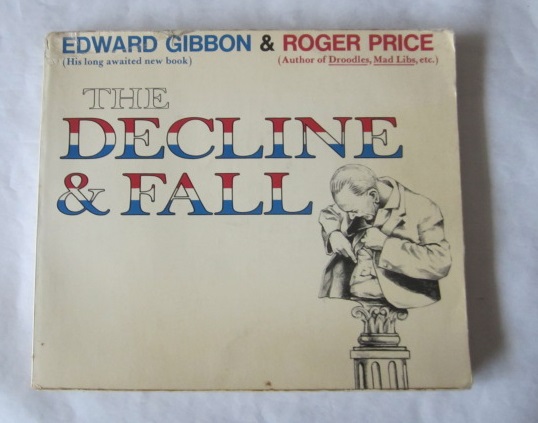 EDWARD GIBBON & ROGER PRICE
(His long awaited new book) (Author of Droodles, Mad Libs, etc.)
THE
DECLINE
& FALL